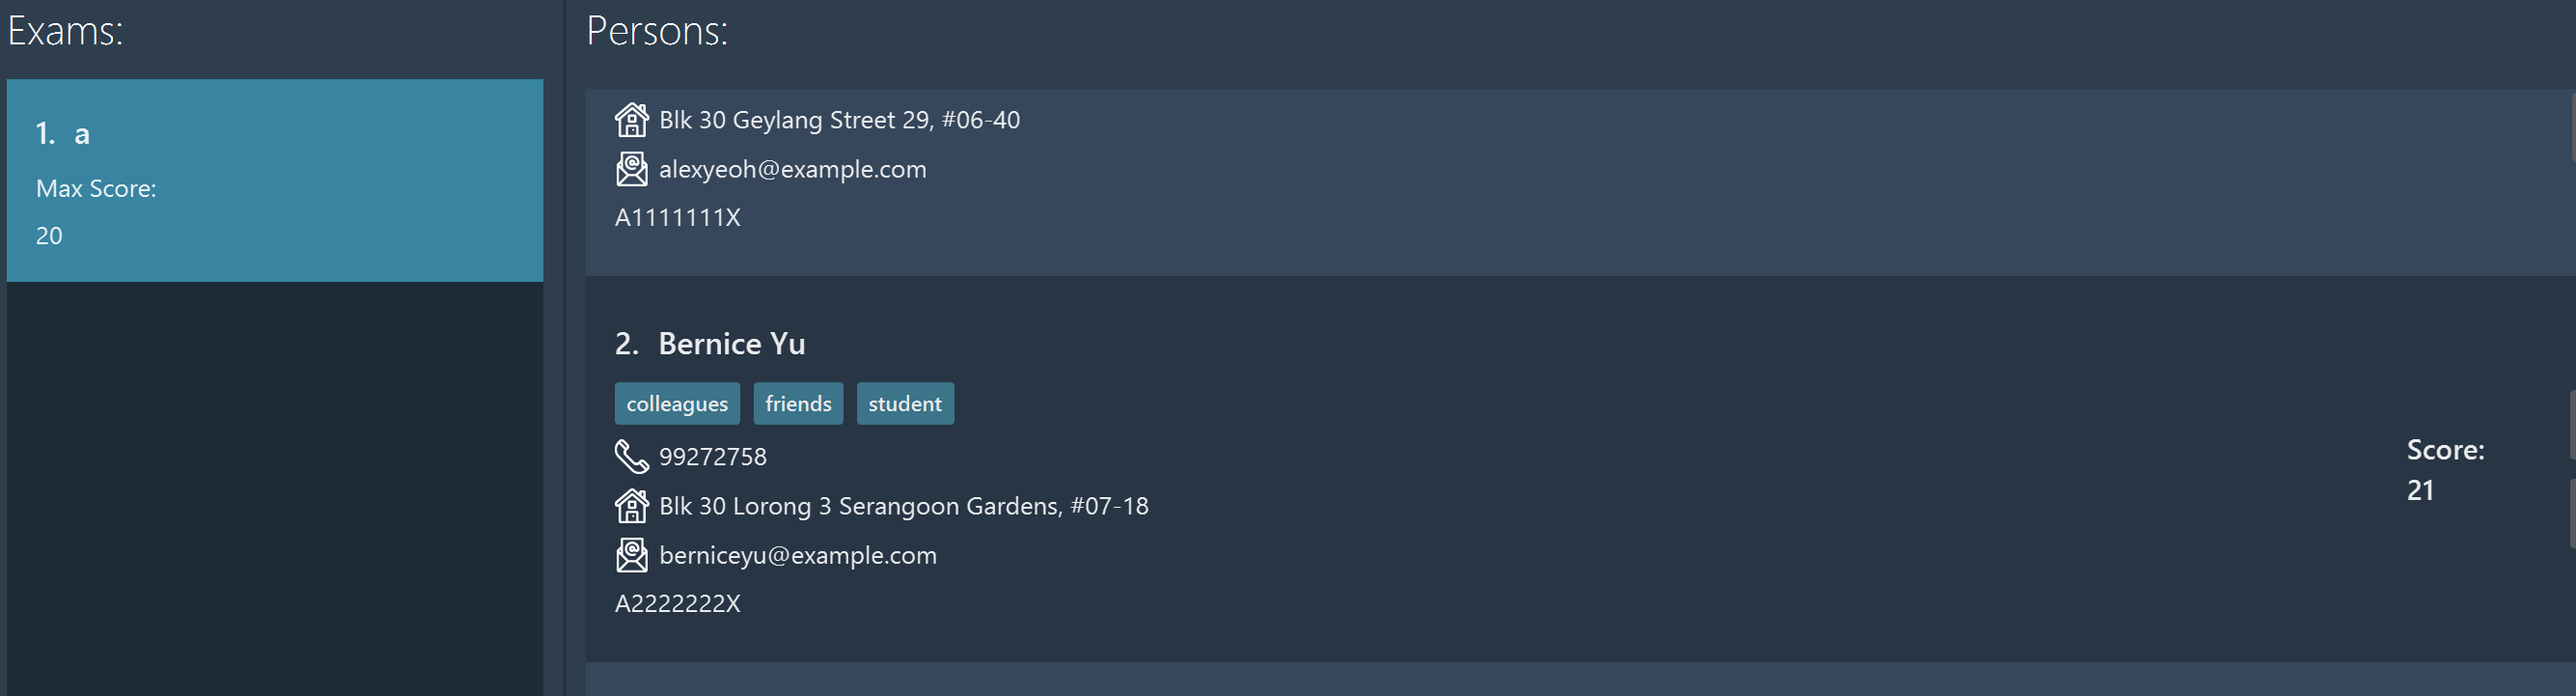 Exams:
1. a
Max Score:
20
Persons:
Blk 30 Geylang Street 29, #06-40
alexyeoh@example.com
A1111111X
2. Bernice Yu
colleagues friends student
99272758
Blk 30 Lorong 3 Serangoon Gardens, #07-18
berniceyu@example.com
A2222222X
Score:
21